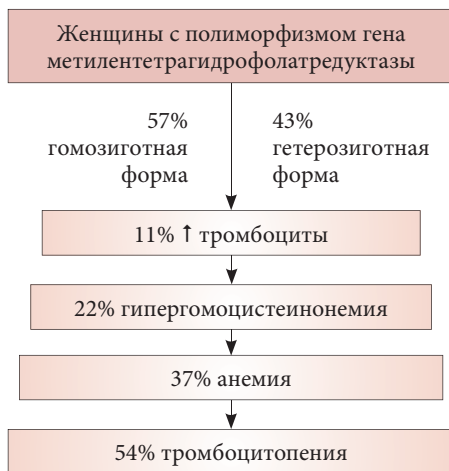 Женщины с полиморфизмом гена
метилентетрагидрофолатредуктазы
57%
гомозиготная
форма
43%
гетерозиготная
форма
11% ↑ тромбоциты
22% гипергомоцистеинонемия
37% анемия
54% тромбоцитопения